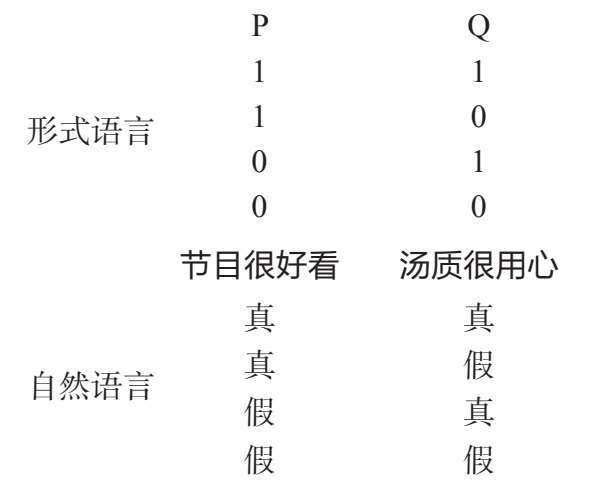 P Q
1 1
形式语言
1 0
0 1
0 0
节目很好看 汤质很用心
真 真
真 假
自然语言
假 真
假 假